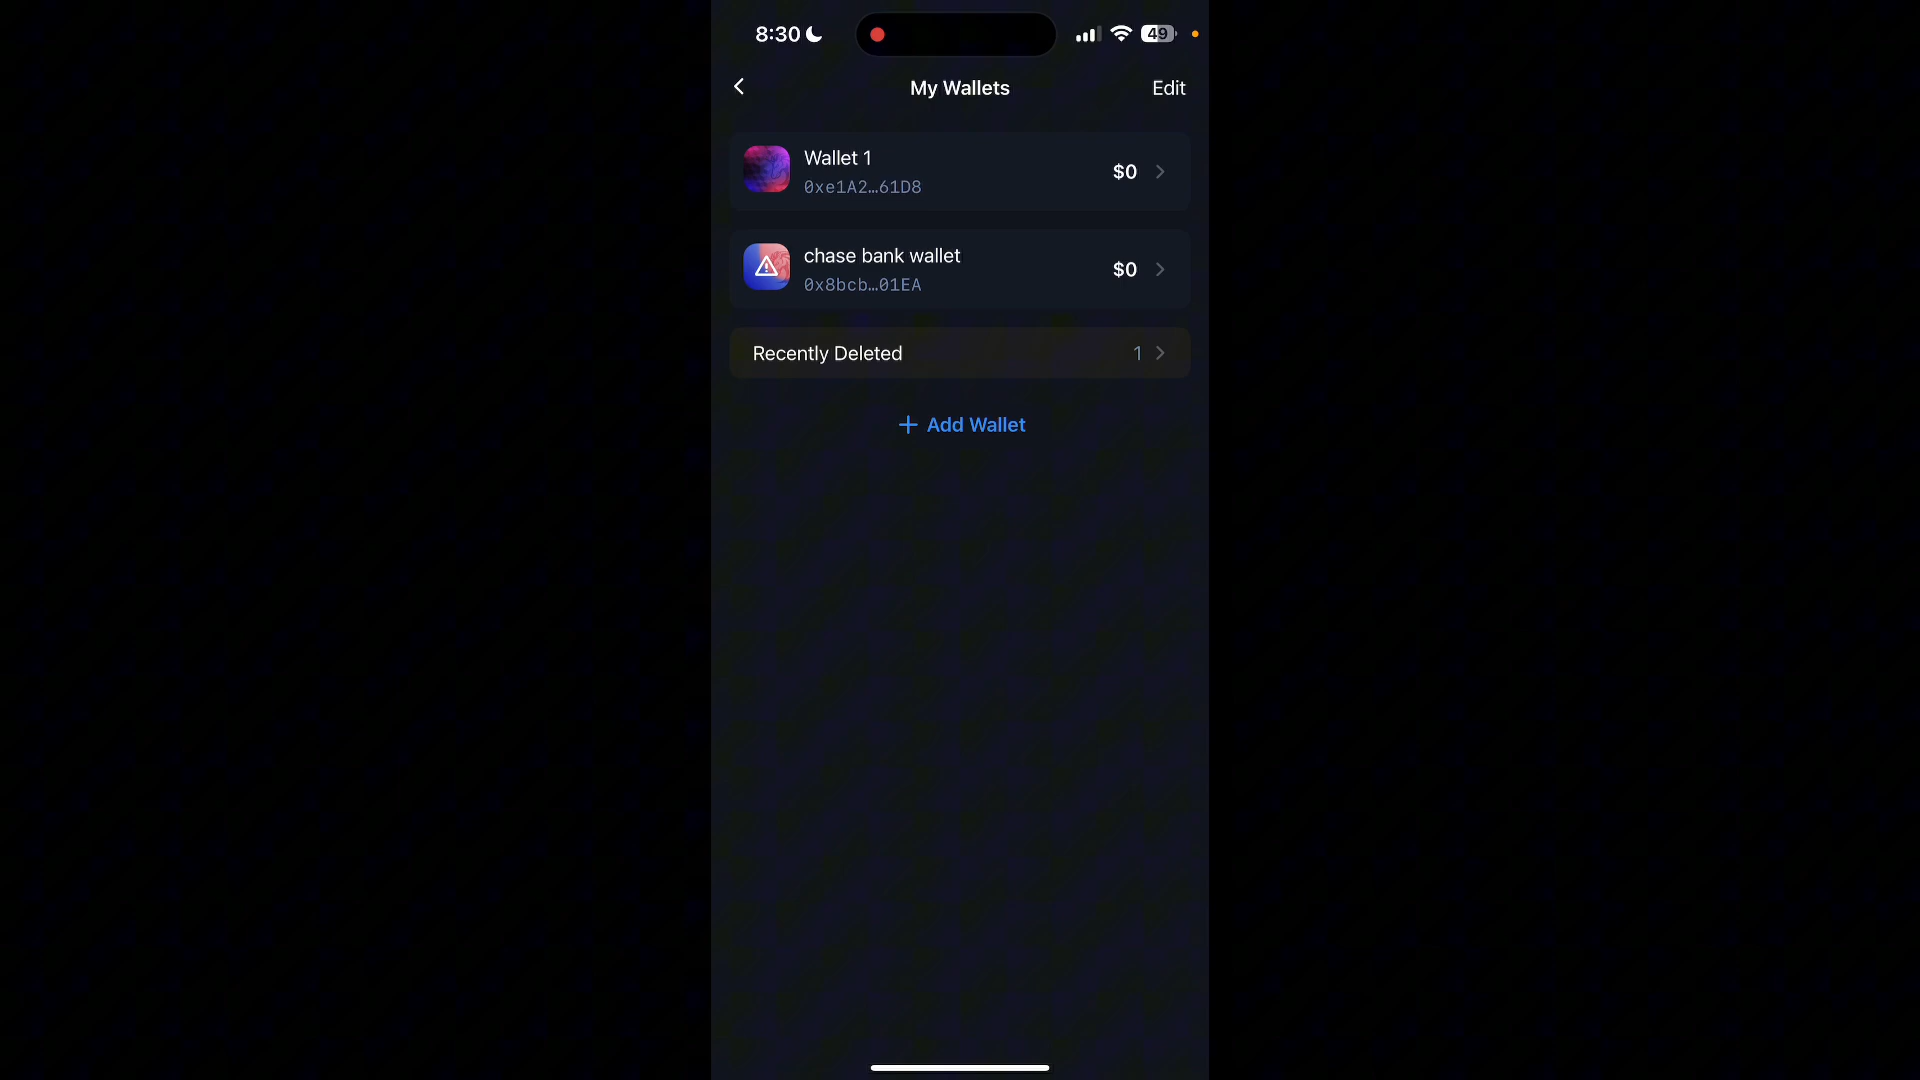 8:30
49
My Wallets
Edit
Wallet 1
$0
0xe1A2…61D8
chase bank wallet
$0
0x8bcb…01EA
Recently Deleted
1
Add Wallet